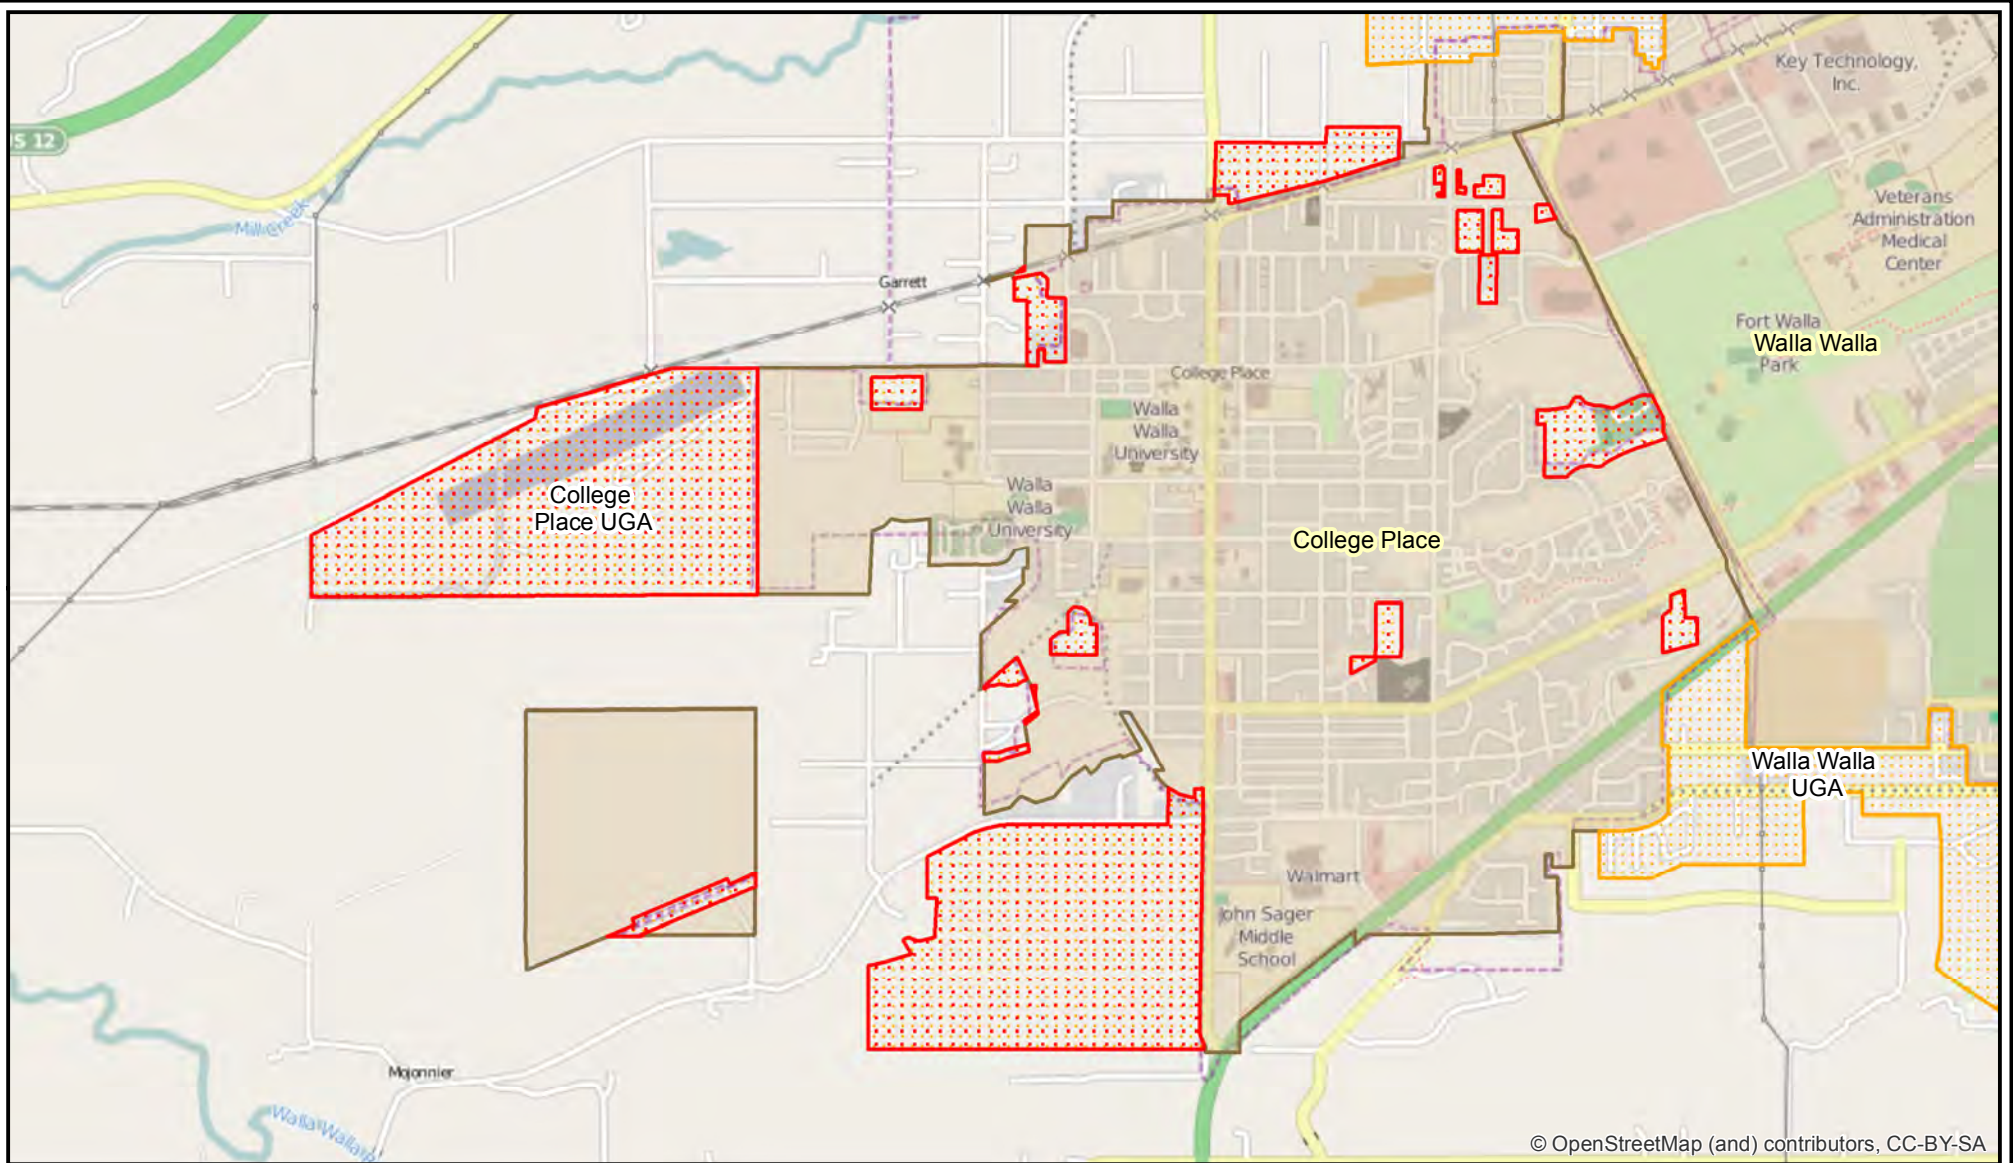 Key Technology,
Inc.
S 12
Veterans
Administration
Medical
Center
Mill Creek
Garrett
Fort Walla
Walla Walla
Park
College Place
Walla
Walla
University
College
Place UGA
Walla
Walla
University
College Place
Walla Walla
UGA
Walmart
John Sager
Middle
School
Mojonnier
Walla Walla R
© OpenStreetMap (and) contributors, CC-BY-SA